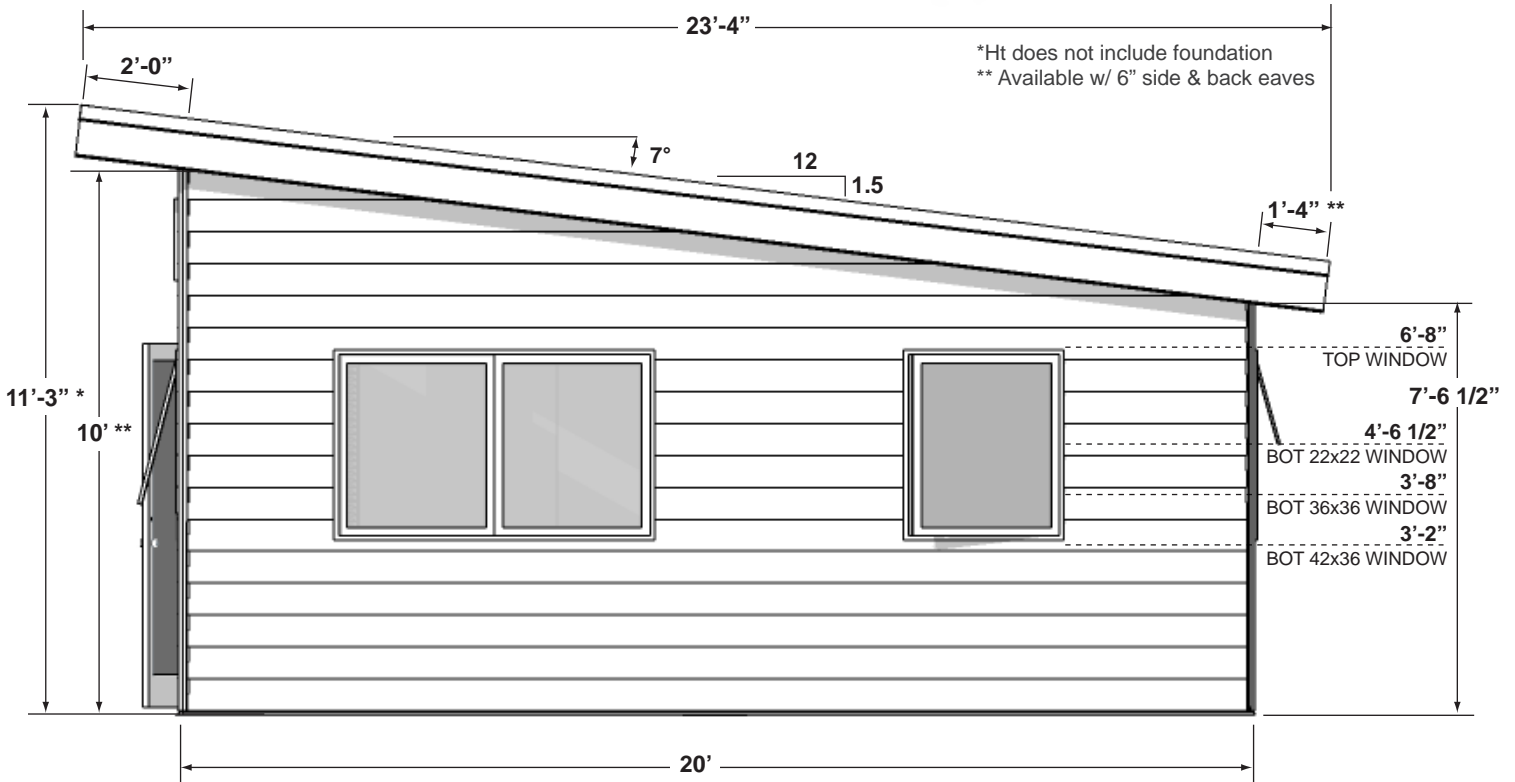 23’-4”
*Ht does not include foundation
** Available w/ 6” side & back eaves
2’-0”
7°
12
1.5
1’-4” **
6’-8”
TOP WINDOW
11’-3” *
7’-6 1/2”
10’ **
4’-6 1/2”
BOT 22x22 WINDOW
3’-8”
BOT 36x36 WINDOW
3’-2”
BOT 42x36 WINDOW
20’